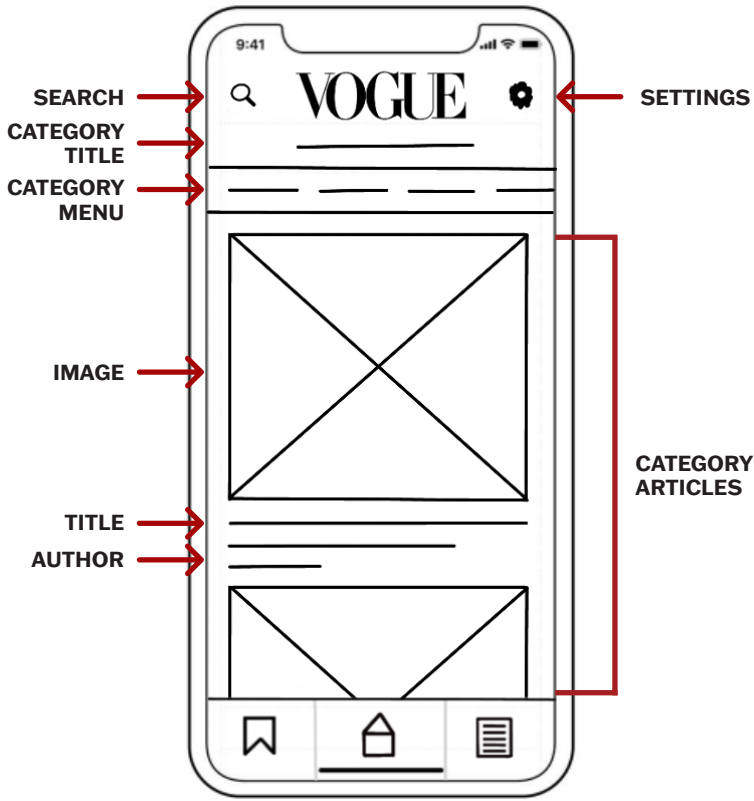 9:41
SEARCH
VOGUE
SETTINGS
CATEGORY
TITLE
CATEGORY
MENU
IMAGE
CATEGORY
ARTICLES
TITLE
AUTHOR